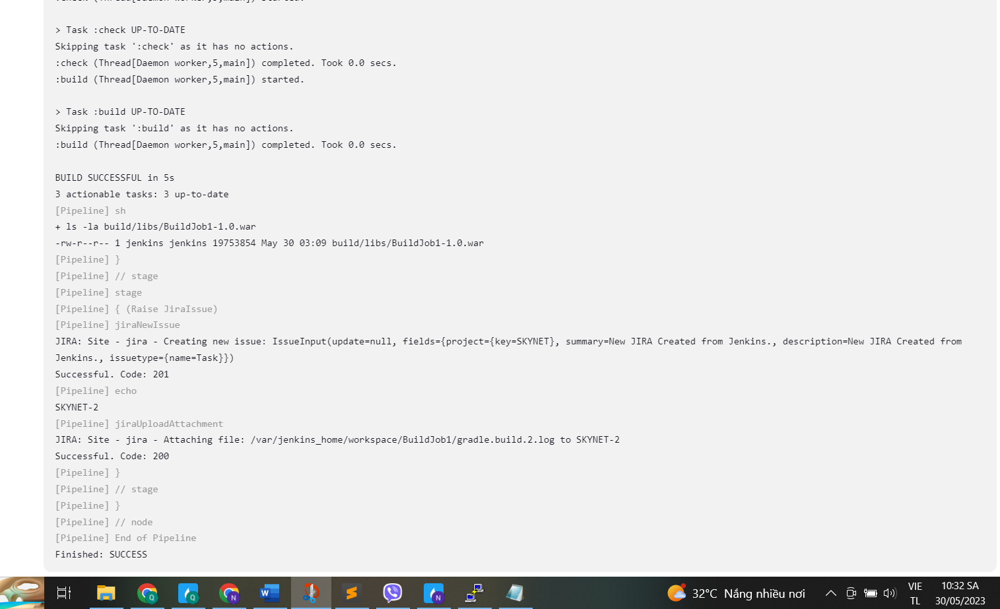 :check (Thread[Daemon worker,5,main]) started.
> Task :check UP-TO-DATE
Skipping task ':check' as it has no actions.
:check (Thread[Daemon worker,5,main]) completed. Took 0.0 secs.
:build (Thread[Daemon worker,5,main]) started.
> Task :build UP-TO-DATE
Skipping task ':build' as it has no actions.
:build (Thread[Daemon worker,5,main]) completed. Took 0.0 secs.
BUILD SUCCESSFUL in 5s
3 actionable tasks: 3 up-to-date
[Pipeline] sh
+ ls -la build/libs/BuildJob1-1.0.war
-rw-r--r-- 1 jenkins jenkins 19753854 May 30 03:09 build/libs/BuildJob1-1.0.war
[Pipeline] }
[Pipeline] // stage
[Pipeline] stage
[Pipeline] { (Raise JiraIssue)
[Pipeline] jiraNewIssue
JIRA: Site - jira - Creating new issue: IssueInput(update=null, fields={project={key=SKYNET}, summary=New JIRA Created from Jenkins., description=New JIRA Created from
Jenkins., issuetype={name=Task}})
Successful. Code: 201
[Pipeline] echo
SKYNET-2
[Pipeline] jiraUploadAttachment
JIRA: Site - jira - Attaching file: /var/jenkins_home/workspace/BuildJob1/gradle.build.2.log to SKYNET-2
Successful. Code: 200
[Pipeline] }
[Pipeline] // stage
[Pipeline] }
[Pipeline] // node
[Pipeline] End of Pipeline
Finished: SUCCESS
32°C Nắng nhiều nơi
VIE
TL
10:32 SA
30/05/2023